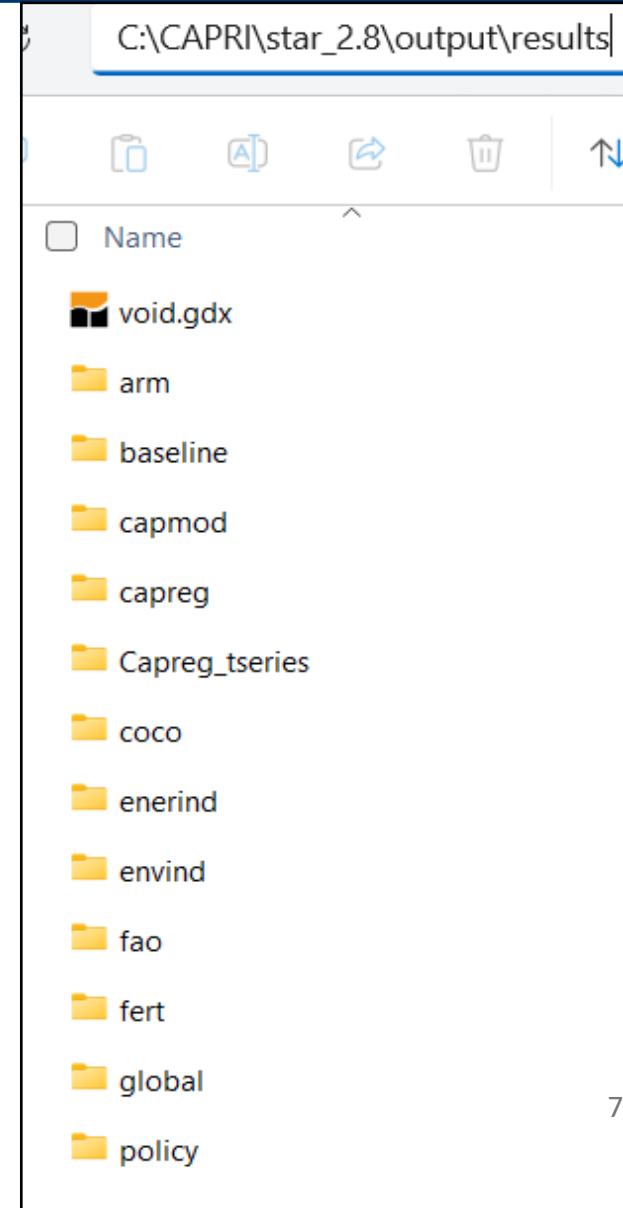 C:\CAPRI\star_2.8\output\results
Name
void.gdx
arm
baseline
capmod
capreg
Capreg_tseries
coco
enerind
envind
fao
fert
global
7
policy